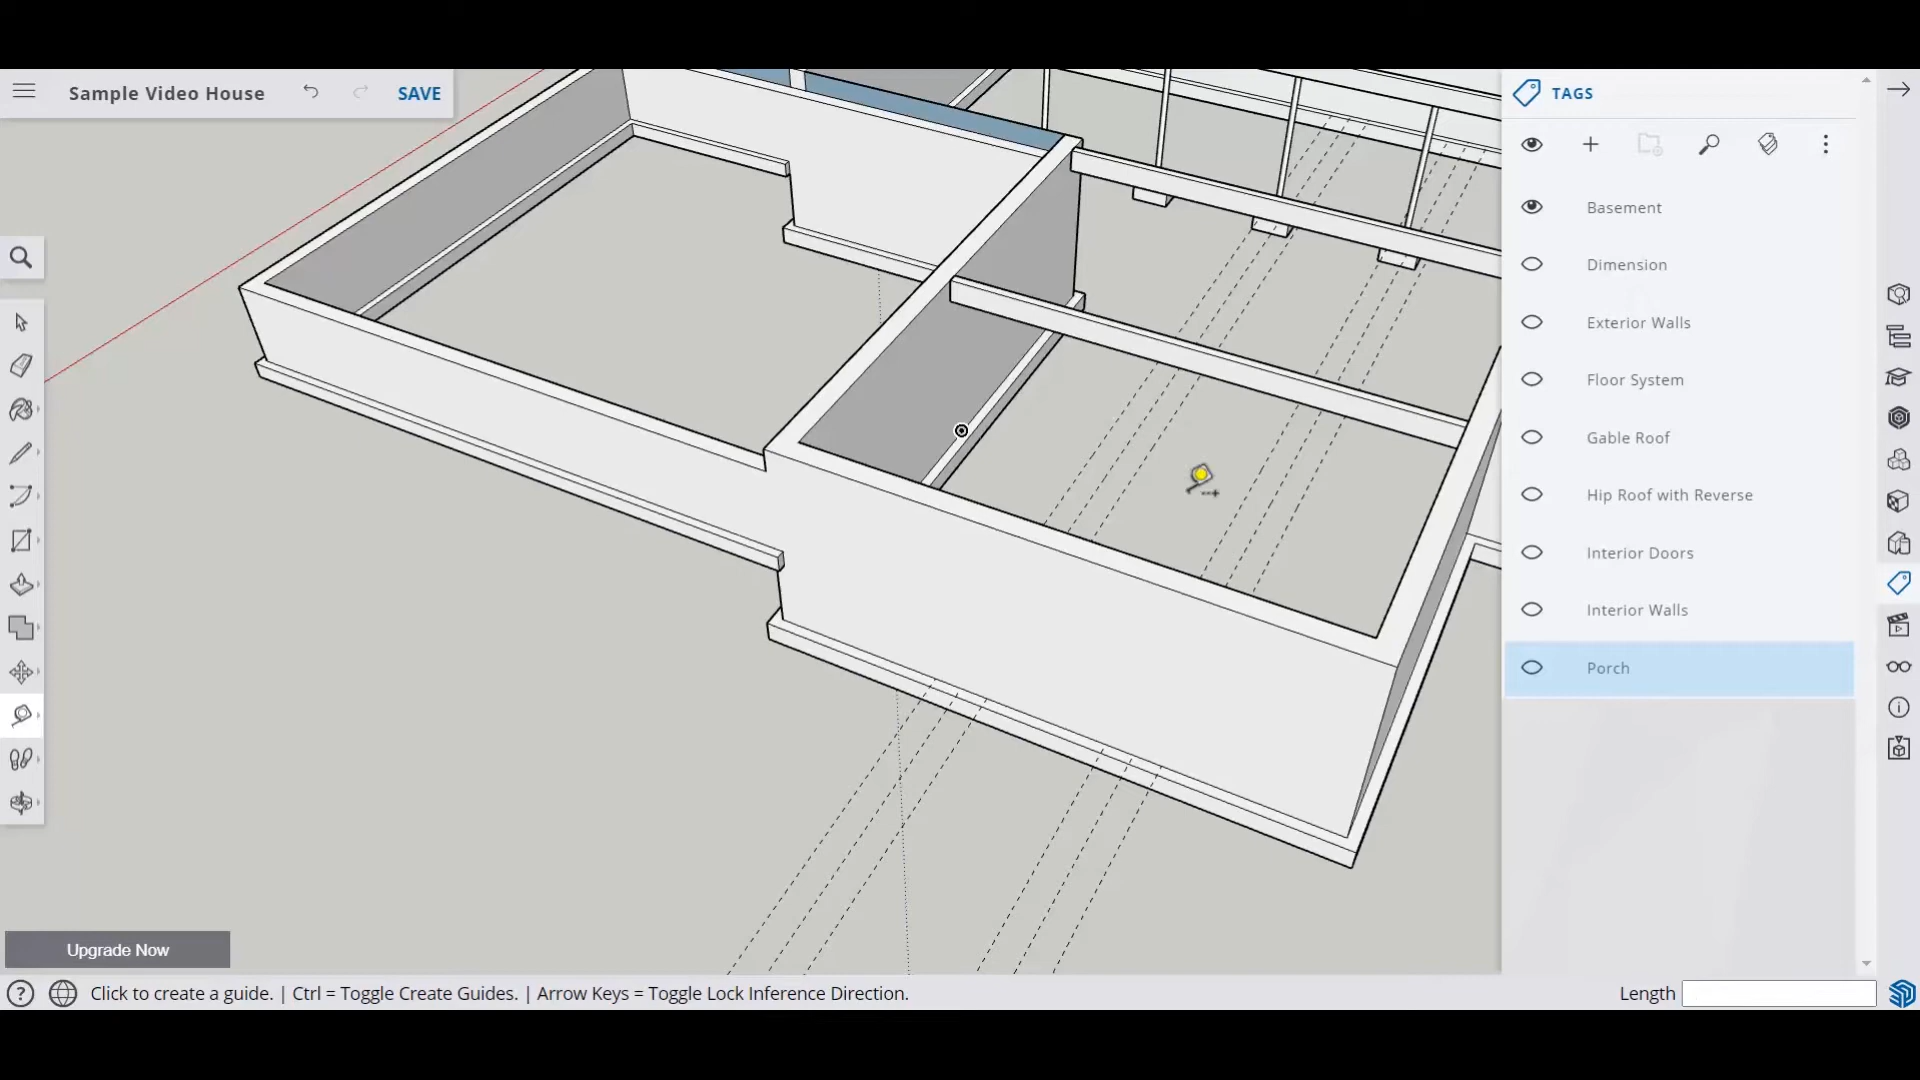 Sample Video House
SAVE
TAGS
Basement
Dimension
Exterior Walls
Floor System
Gable Roof
Hip Roof with Reverse
Interior Doors
Interior Walls
Porch
Upgrade Now
Click to create a guide. | Ctrl = Toggle Create Guides. | Arrow Keys = Toggle Lock Inference Direction.
Length